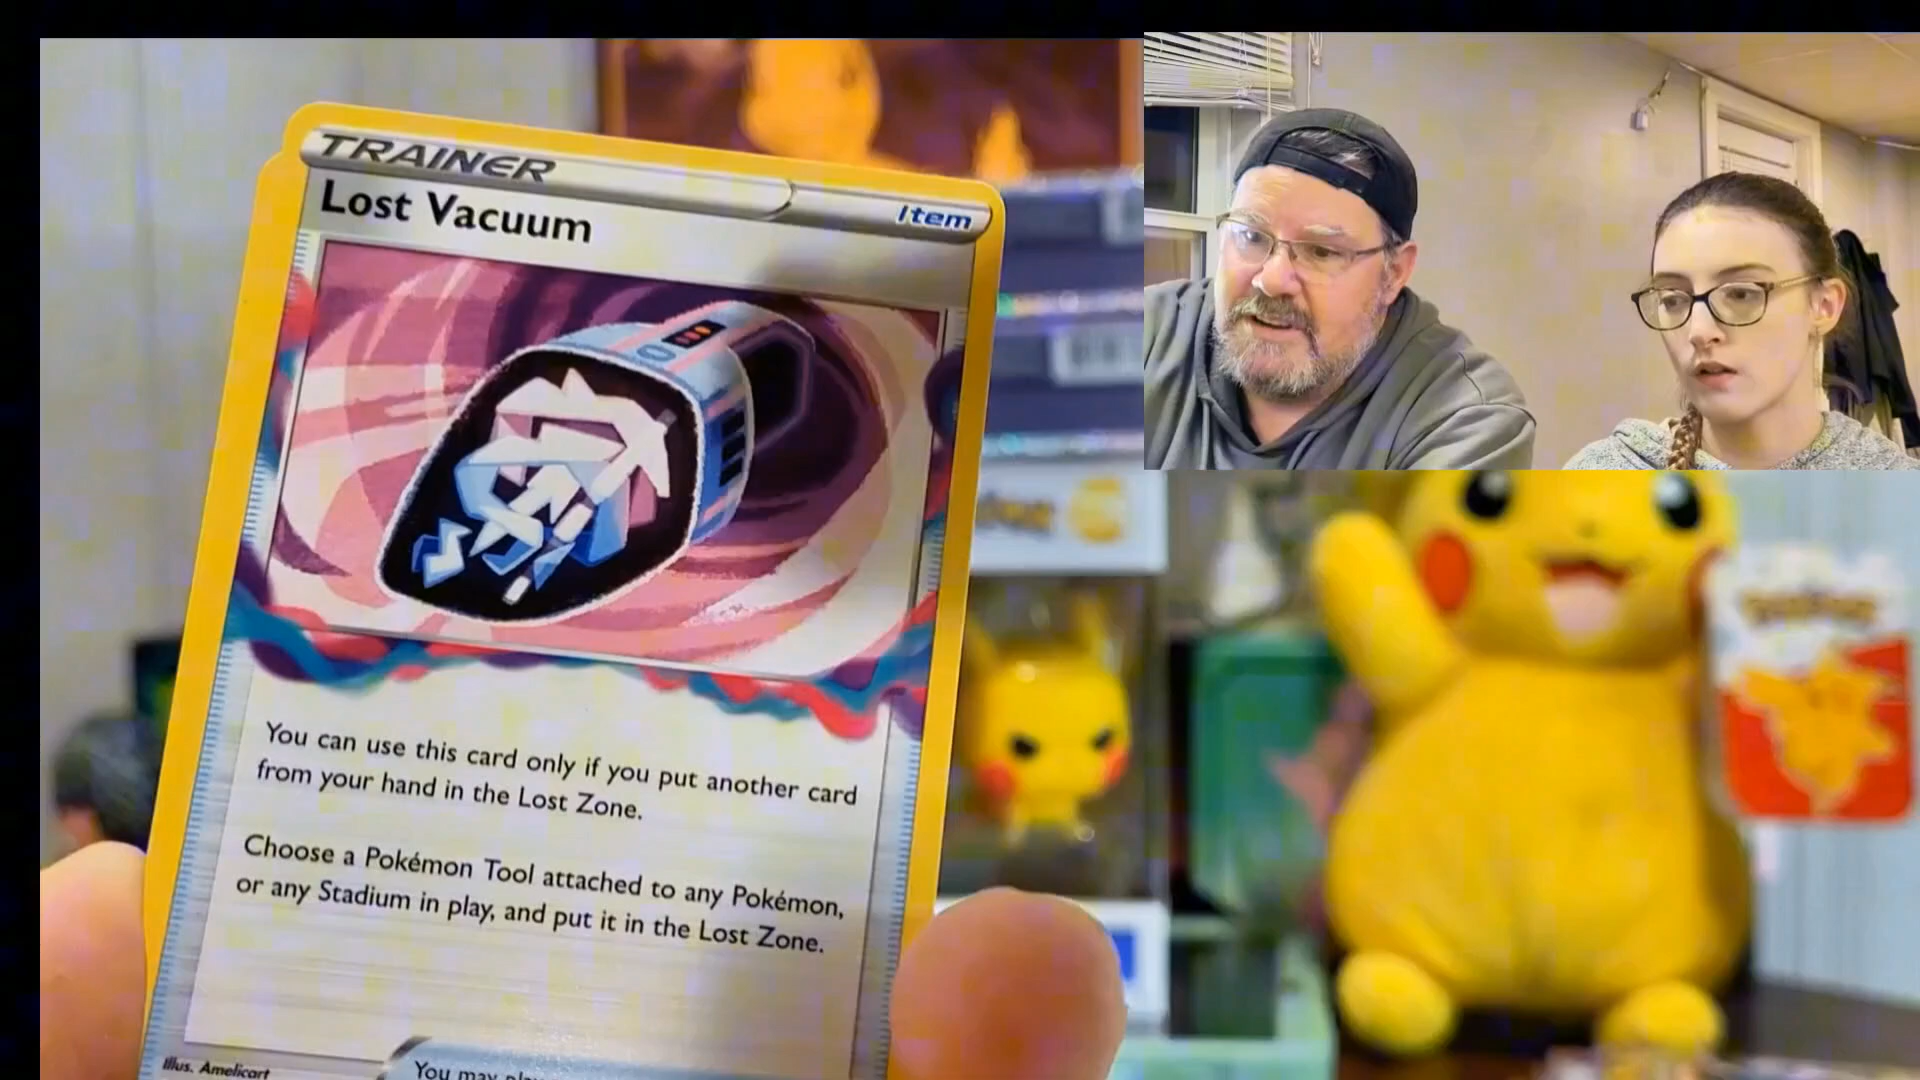 TRAINER
Item
Lost Vacuum
You can use this card only if you put another card
from your hand in the Lost Zone.
Choose a Pokémon Tool attached to any Pokémon,
or any Stadium in play, and put it in the Lost Zone.
Illus. Amelicart
You may play